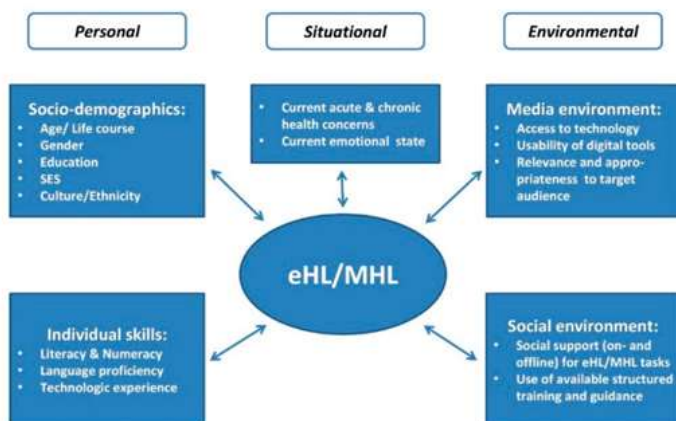 Personal
Situational
Environmental
Socio-demographics:
• Age/ Life course
• Gender
• Education
• SES
• Culture/Ethnicity
• Current acute & chronic
health concerns
• Current emotional state
Media environment:
• Access to technology
• Usability of digital tools
• Relevance and appro-
priateness to target
audience
eHL/MHL
Individual skills:
• Literacy & Numeracy
• Language proficiency
• Technologic experience
Social environment:
• Social support (on- and
offline) for eHL/MHL tasks
• Use of available structured
training and guidance